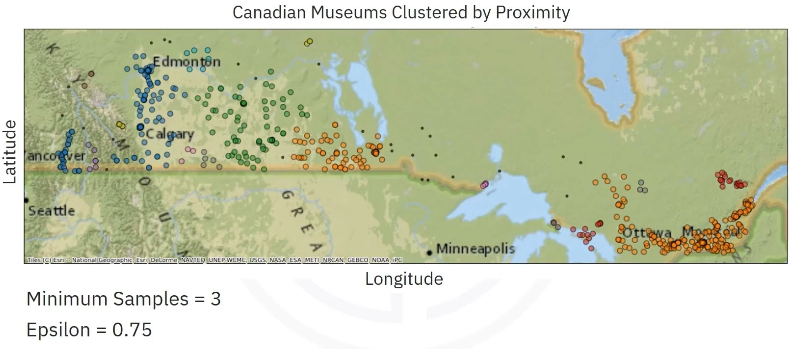 Canadian Museums Clustered by Proximity
Latitude
Edmonton
Calgary
ancouver
Seattle
GREA
Minneapolis
Ottawa
Tiles (C) Esri -- National Geographic, Esri, DeLorme, NAVTEQ, UNEP-WCMC, USGS, NASA, ESA, METI, NRCAN, GEBCO, NOAA, iPC
Longitude
Minimum Samples = 3
Epsilon = 0.75